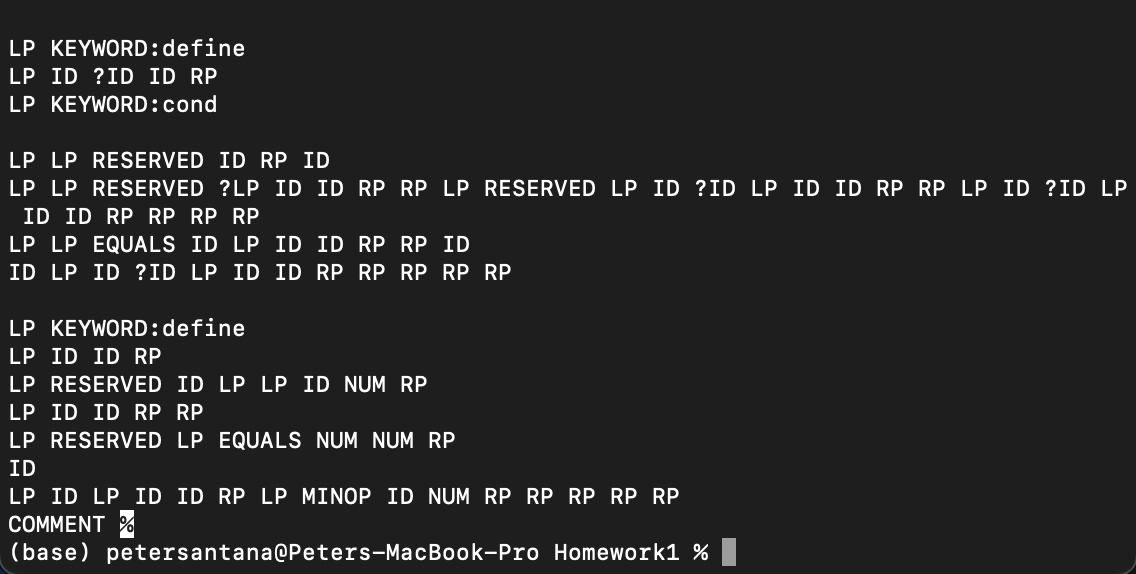 LP KEYWORD:define
LP ID ?ID ID RP
LP KEYWORD:cond
LP LP RESERVED ID RP ID
LP LP RESERVED ?LP ID ID RP RP LP RESERVED LP ID ?ID LP ID ID RP RP LP ID ?ID LP
ID ID RP RP RP RP
LP LP EQUALS ID LP ID ID RP RP ID
ID LP ID ?ID LP ID ID RP RP RP RP RP
LP KEYWORD:define
LP ID ID RP
LP RESERVED ID LP LP ID NUM RP
LP ID ID RP RP
LP RESERVED LP EQUALS NUM NUM RP
ID
LP ID LP ID ID RP LP MINOP ID NUM RP RP RP RP RP
COMMENT %
(base) petersantana@Peters-MacBook-Pro Homework1 %